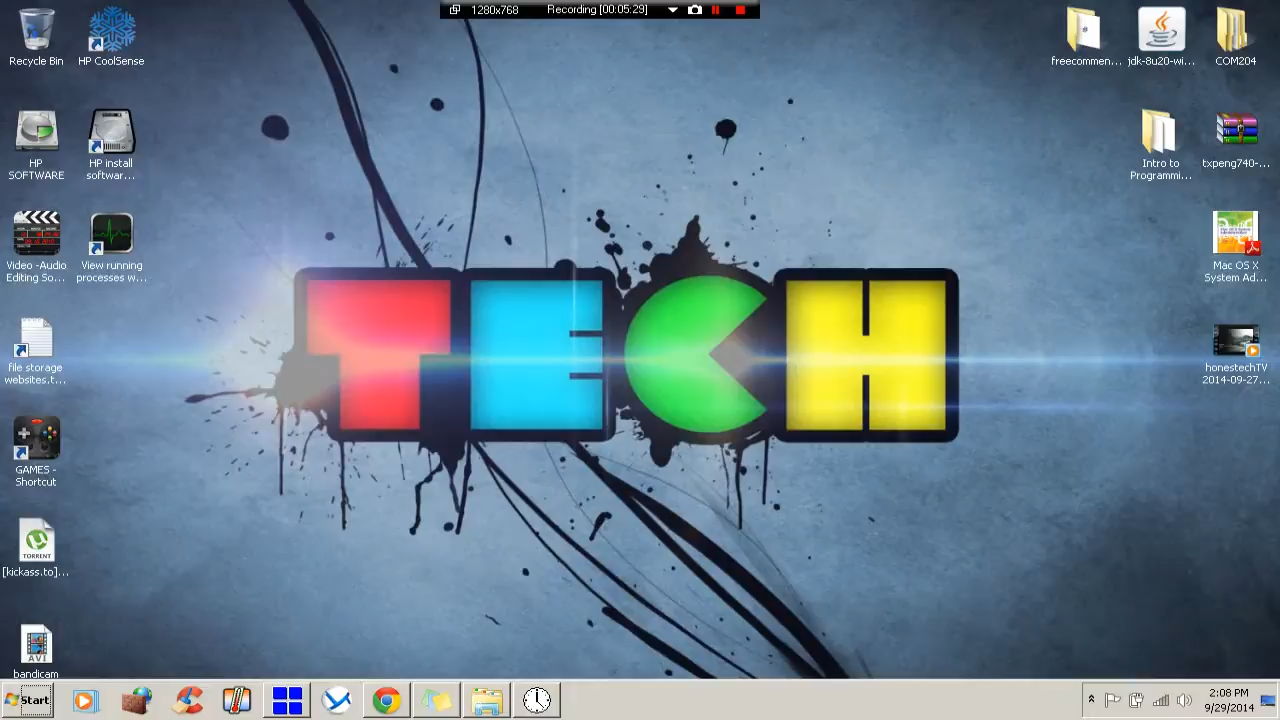 1280x768 Recording [00:05:29]
Recycle Bin
HP CoolSense
freecommen...
jdk-8u20-wi...
COM204
HP
SOFTWARE
HP install
softwar...
Intro to
Programmi...
txpeng740-...
Video -Audio
Editing So...
View running
processes w...
Mac OS X
System Ad...
TECH
file storage
websites.t...
honestechTV
2014-09-27...
GAMES -
Shortcut
TORRENT
[kickass.to]...
AVI
bandicam
Start
2:08 PM
9/29/2014